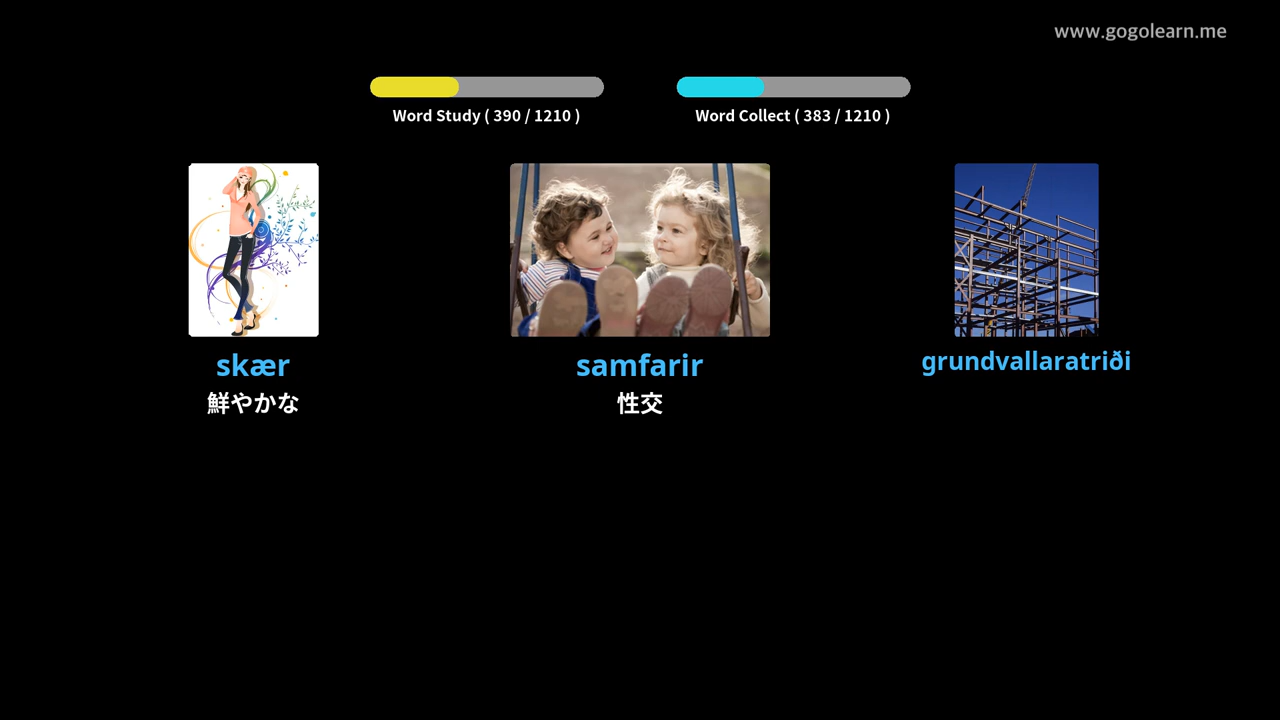 www.gogolearn.me
Word Study ( 390 / 1210 )
Word Collect ( 383 / 1210 )
skær
鮮やかな
samfarir
性交
grundvallaratriði